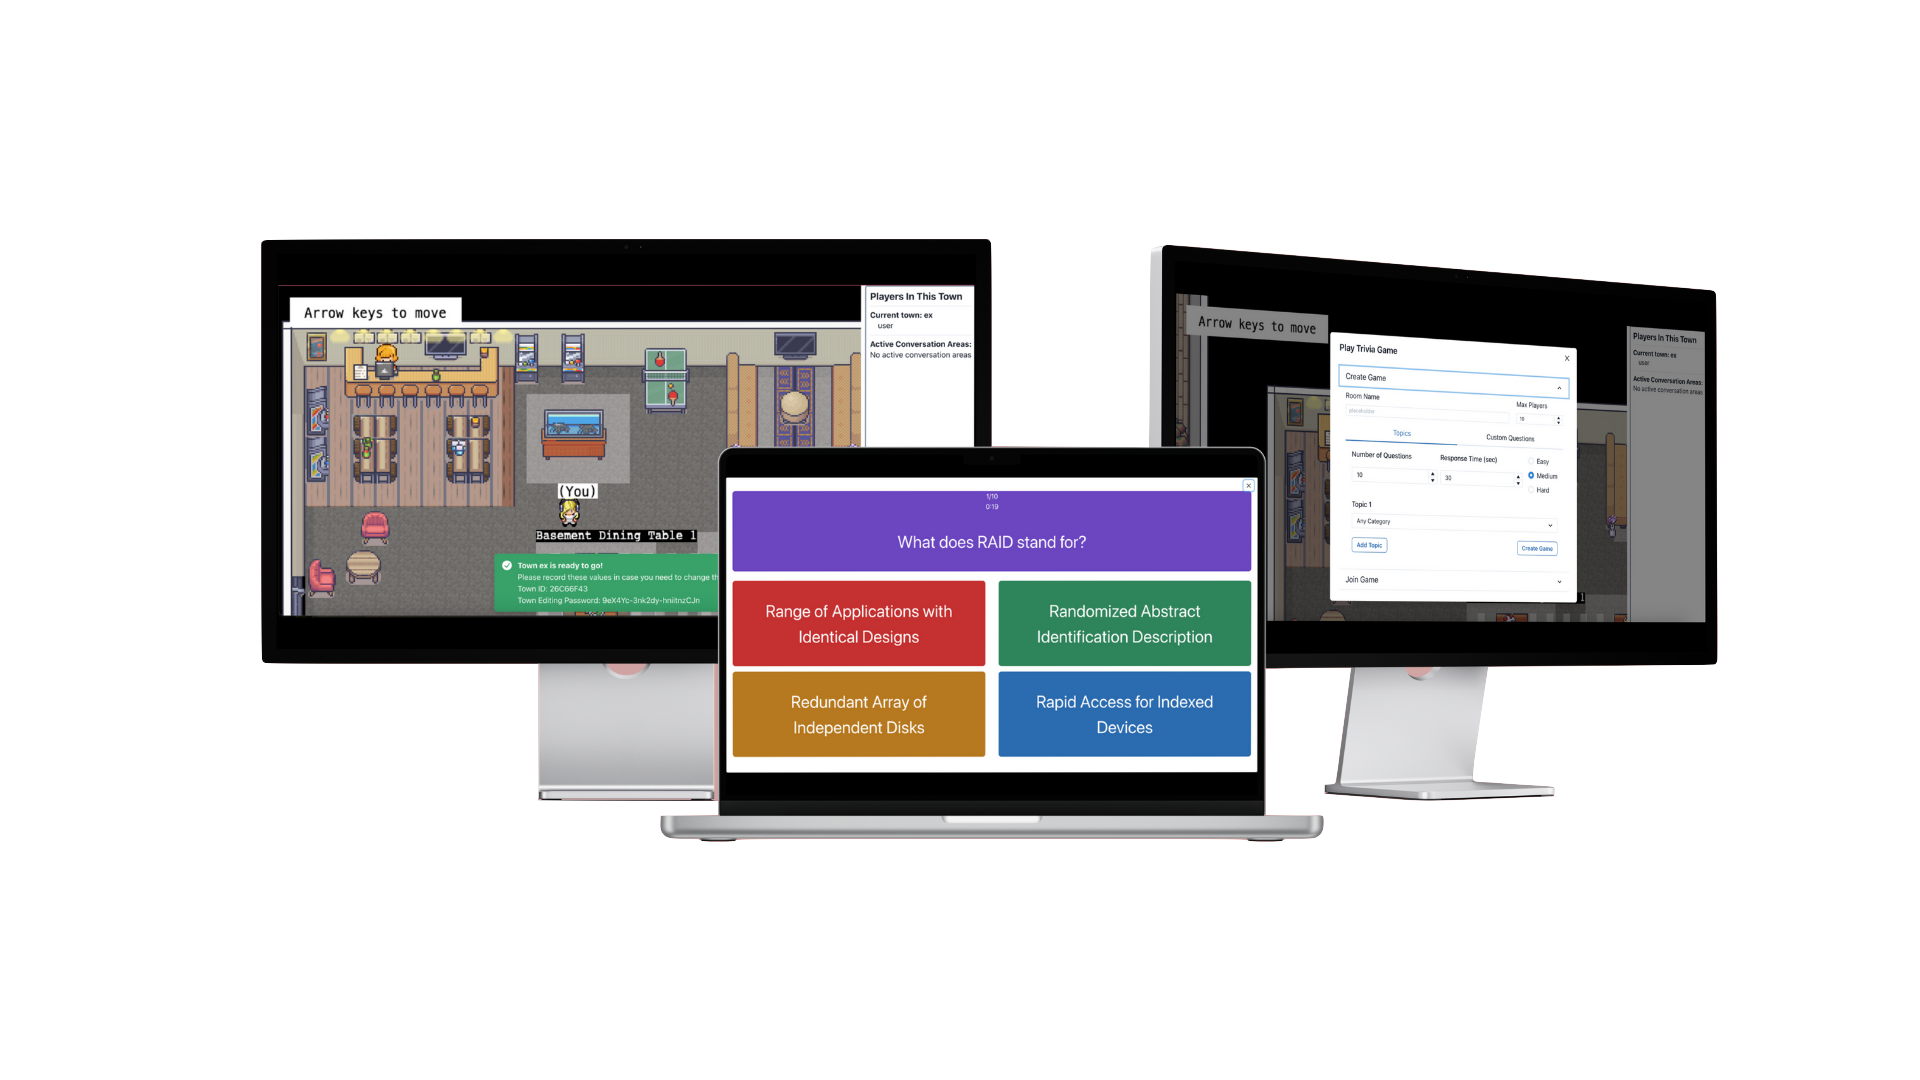 Arrow keys to move
Players In This Town
Current town: ex
user
Active Conversation Areas:
No active conversation areas
(You)
Basement Dining Table 1
Town ex is ready to go!
Please record these values in case you need to change th
Town ID: 26C66F43
Town Editing Password: 9eX4Yc-3nk2dy-hniitnzCJn
1/10
0:19
What does RAID stand for?
Range of Applications with
Identical Designs
Randomized Abstract
Identification Description
Redundant Array of
Independent Disks
Rapid Access for Indexed
Devices
Arrow keys to move
Play Trivia Game
Create Game
Room Name
placeholder
Max Players
10
Topics
Custom Questions
Number of Questions
10
Response Time (sec)
30
Easy
Medium
Hard
Topic 1
Any Category
Add Topic
Create Game
Join Game
Players In This Town
Current town: ex
user
Active Conversation Areas:
No active conversation areas
1